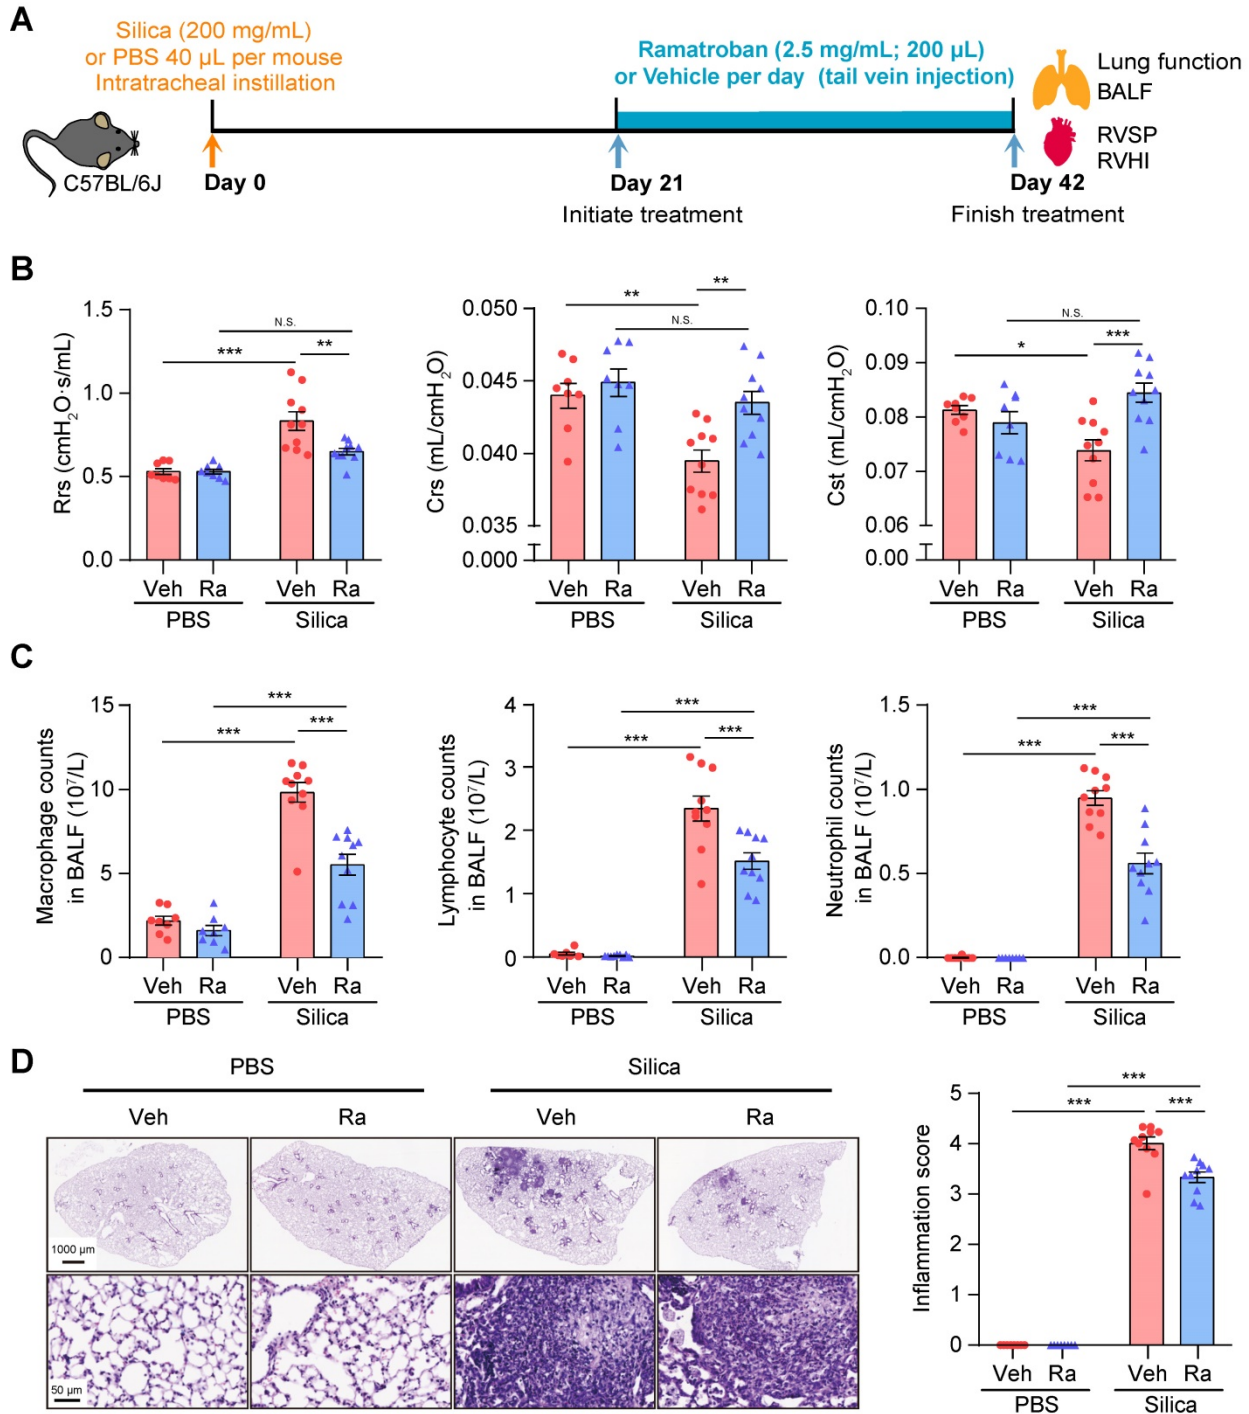 A
Silica (200 mg/mL)
or PBS 40 µL per mouse
Intratracheal instillation
Ramatroban (2.5 mg/mL; 200 µL)
or Vehicle per day (tail vein injection)
Lung function
BALF
RVSP
RVHI
C57BL/6J
Day 0
Day 21
Day 42
Initiate treatment
Finish treatment
B
Rrs (cmH2O·s/mL)
1.5
1.0
0.5
0.0
N.S.
***
**
Veh Ra Veh Ra
PBS Silica
Crs (mL/cmH2O)
0.050
0.045
0.040
0.035
0.000
**
**
N.S.
Veh Ra Veh Ra
PBS Silica
Cst (mL/cmH2O)
0.10
0.09
0.08
0.07
0.06
0.00
N.S.
***
*
Veh Ra Veh Ra
PBS Silica
C
Macrophage counts
in BALF (10⁷/L)
15
10
5
0
***
***
***
Veh Ra Veh Ra
PBS Silica
Lymphocyte counts
in BALF (10⁷/L)
4
3
2
1
0
***
***
***
Veh Ra Veh Ra
PBS Silica
Neutrophil counts
in BALF (10⁷/L)
1.5
1.0
0.5
0.0
***
***
***
Veh Ra Veh Ra
PBS Silica
D
PBS Silica
Veh Ra Veh Ra
1000 µm
50 µm
Inflammation score
5
4
3
2
4
1
0
***
***
***
Veh Ra Veh Ra
PBS Silica